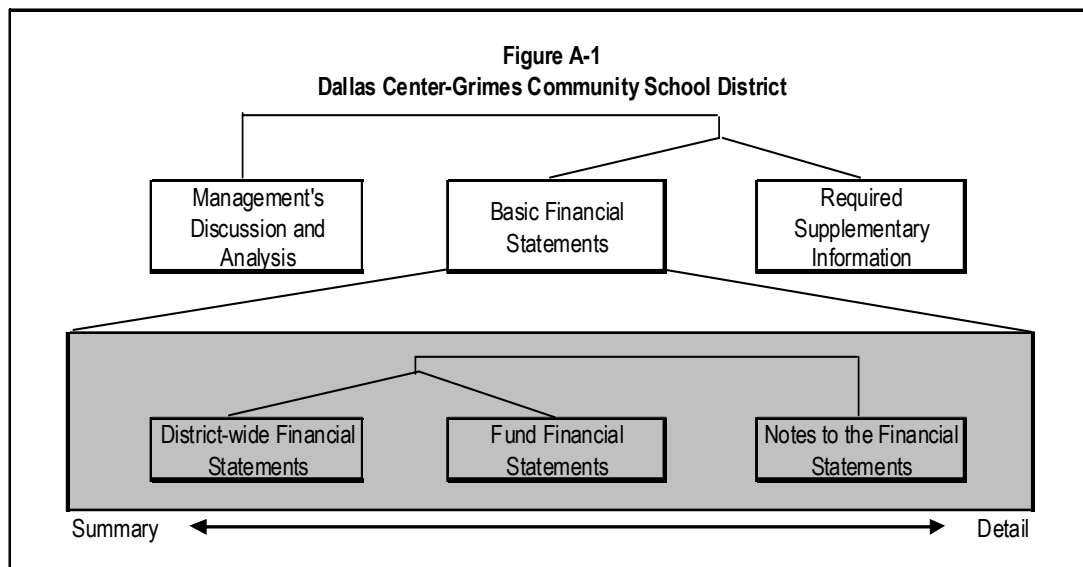 Figure A-1
Dallas Center-Grimes Community School District
Management's
Discussion and
Analysis
Basic Financial
Statements
Required
Supplementary
Information
District-wide Financial
Statements
Fund Financial
Statements
Notes to the Financial
Statements
Summary
Detail